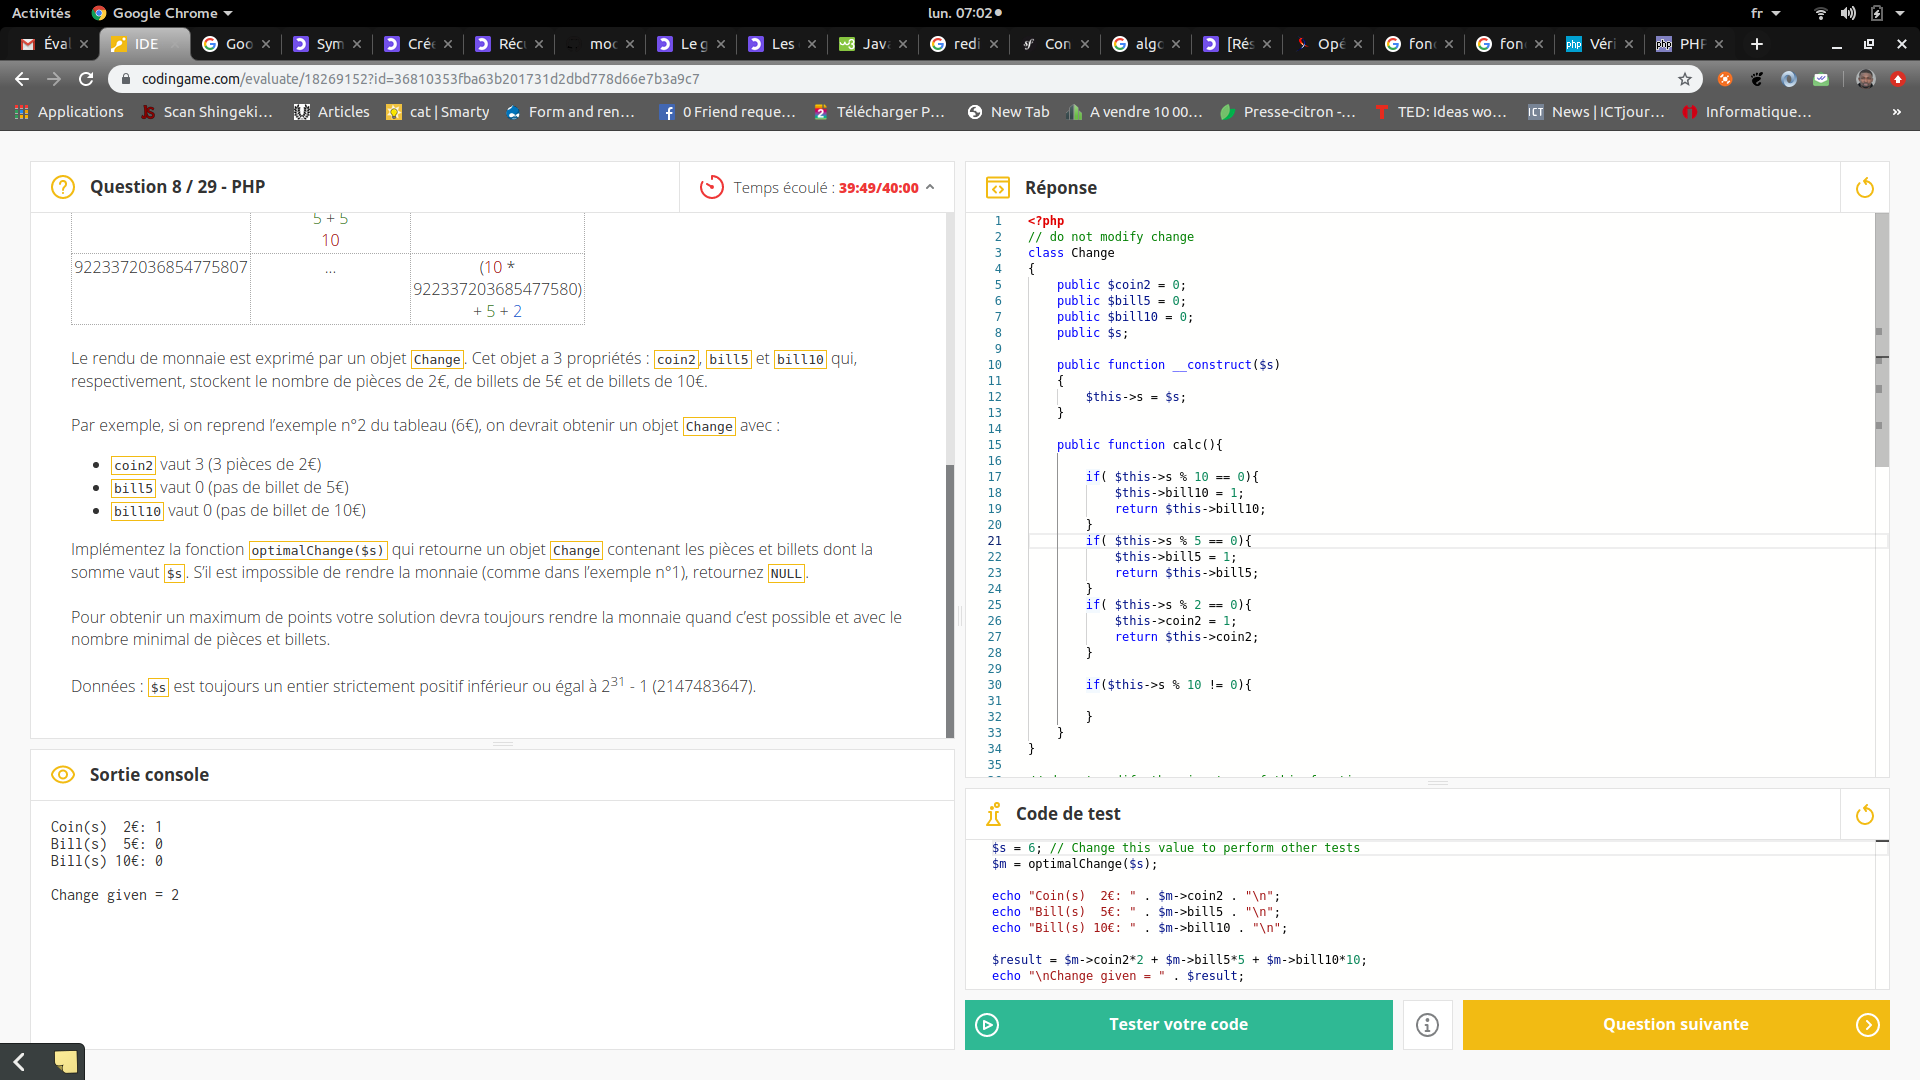 Activités
Google Chrome
lun. 07:02
fr
Éval
IDE
Goo
Sym
Crée
Récu
moc
Le g
Les
Java
redi
Con
algo
[Rés
Opé
fonc
fonc
Véri
PHP
codingame.com/evaluate/18269152?id=36810353fba63b201731d2dbd778d66e7b3a9c7
Applications
Scan Shingeki...
Articles
cat | Smarty
Form and ren...
0 Friend reque...
Télécharger P...
New Tab
A vendre 10 00...
Presse-citron -...
TED: Ideas wo...
News | ICTjour...
Informatique...
»
Question 8 / 29 - PHP
Temps écoulé : 39:49/40:00
5 + 5
10
9223372036854775807
...
(10 *
922337203685477580)
+ 5 + 2
Le rendu de monnaie est exprimé par un objet Change. Cet objet a 3 propriétés : coin2, bill5 et bill10 qui,
respectivement, stockent le nombre de pièces de 2€, de billets de 5€ et de billets de 10€.
Par exemple, si on reprend l’exemple n°2 du tableau (6€), on devrait obtenir un objet Change avec :
• coin2 vaut 3 (3 pièces de 2€)
• bill5 vaut 0 (pas de billet de 5€)
• bill10 vaut 0 (pas de billet de 10€)
Implémentez la fonction optimalChange($s) qui retourne un objet Change contenant les pièces et billets dont la
somme vaut $s. S’il est impossible de rendre la monnaie (comme dans l’exemple n°1), retournez NULL.
Pour obtenir un maximum de points votre solution devra toujours rendre la monnaie quand c’est possible et avec le
nombre minimal de pièces et billets.
Données : $s est toujours un entier strictement positif inférieur ou égal à 2³¹ - 1 (2147483647).
Sortie console
Coin(s)  2€: 1
Bill(s)  5€: 0
Bill(s) 10€: 0
Change given = 2
Réponse
1 <?php
2 // do not modify change
3 class Change
4 {
5 public $coin2 = 0;
6 public $bill5 = 0;
7 public $bill10 = 0;
8 public $s;
9
10 public function __construct($s)
11 {
12 $this->s = $s;
13 }
14
15 public function calc(){
16
17 if( $this->s % 10 == 0){
18 $this->bill10 = 1;
19 return $this->bill10;
20 }
21 if( $this->s % 5 == 0){
22 $this->bill5 = 1;
23 return $this->bill5;
24 }
25 if( $this->s % 2 == 0){
26 $this->coin2 = 1;
27 return $this->coin2;
28 }
29
30 if($this->s % 10 != 0){
31
32 }
33 }
34 }
35
Code de test
$s = 6; // Change this value to perform other tests
$m = optimalChange($s);
echo "Coin(s)  2€: " . $m->coin2 . "\n";
echo "Bill(s)  5€: " . $m->bill5 . "\n";
echo "Bill(s) 10€: " . $m->bill10 . "\n";
$result = $m->coin2*2 + $m->bill5*5 + $m->bill10*10;
echo "\nChange given = " . $result;
Tester votre code
Question suivante